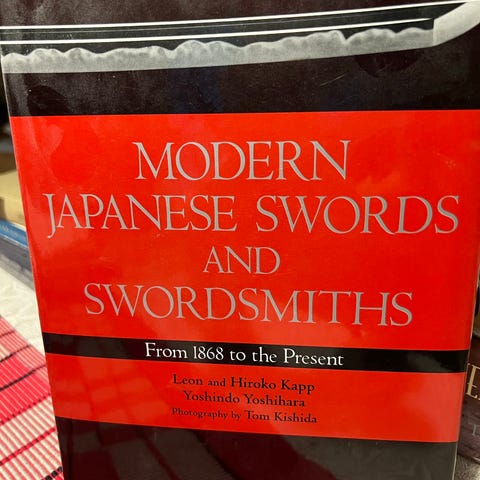 MODERN
JAPANESE SWORDS
AND
SWORDSMITHS
From 1868 to the Present
Leon and Hiroko Kapp
Yoshindo Yoshihara
Photography by Tom Kishida